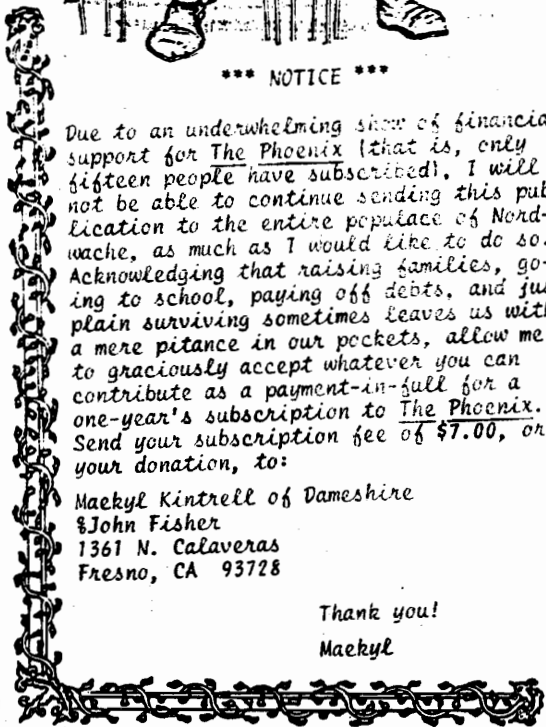 *** NOTICE ***
Due to an underwhelming show of financia
support for The Phoenix (that is, only
fifteen people have subscribed), I will
not be able to continue sending this pub
lication to the entire populace of Nord-
wache, as much as I would like to do so.
Acknowledging that raising families, go-
ing to school, paying off debts, and jus
plain surviving sometimes leaves us with
a mere pitance in our pockets, allow me
to graciously accept whatever you can
contribute as a payment-in-full for a
one-year's subscription to The Phoenix.
Send your subscription fee of $7.00, or
your donation, to:
Maekyl Kintrell of Dameshire
%John Fisher
1361 N. Calaveras
Fresno, CA 93728
Thank you!
Maekyl